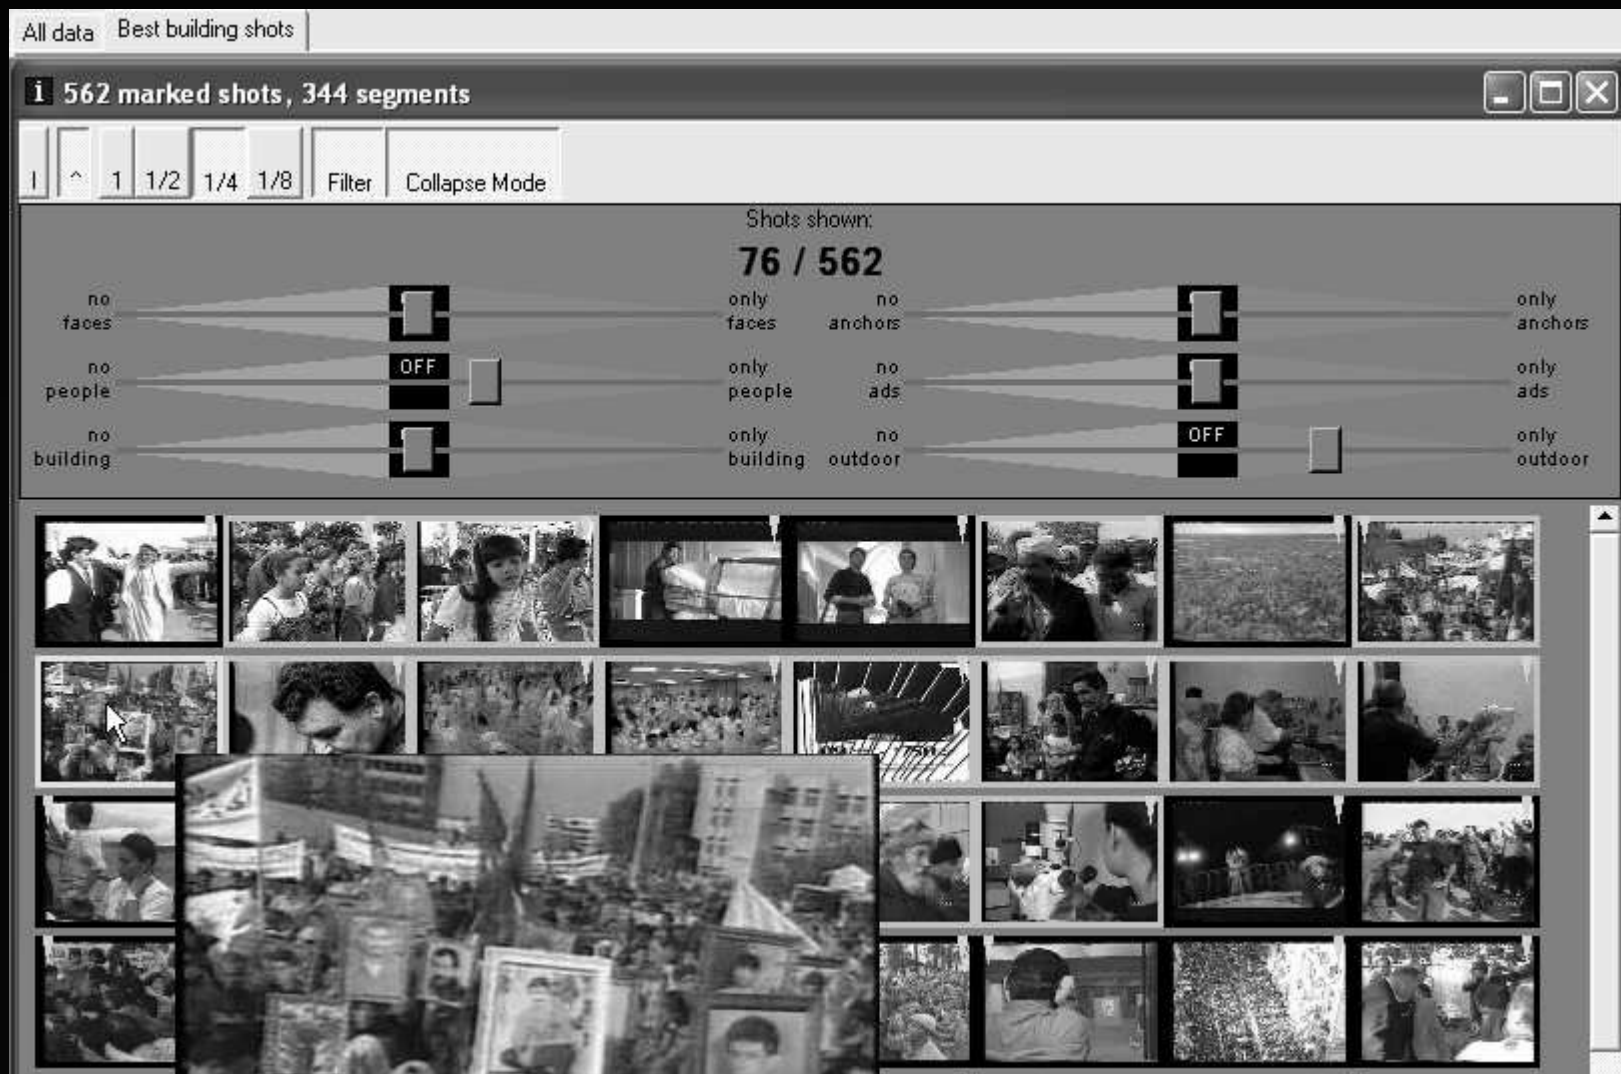 All data Best building shots
i 562 marked shots, 344 segments
I ^ 1 1/2 1/4 1/8 Filter Collapse Mode
Shots shown:
76 / 562
no only no only
faces faces anchors anchors
no OFF only no only
people people ads ads
no only no OFF only
building building outdoor outdoor